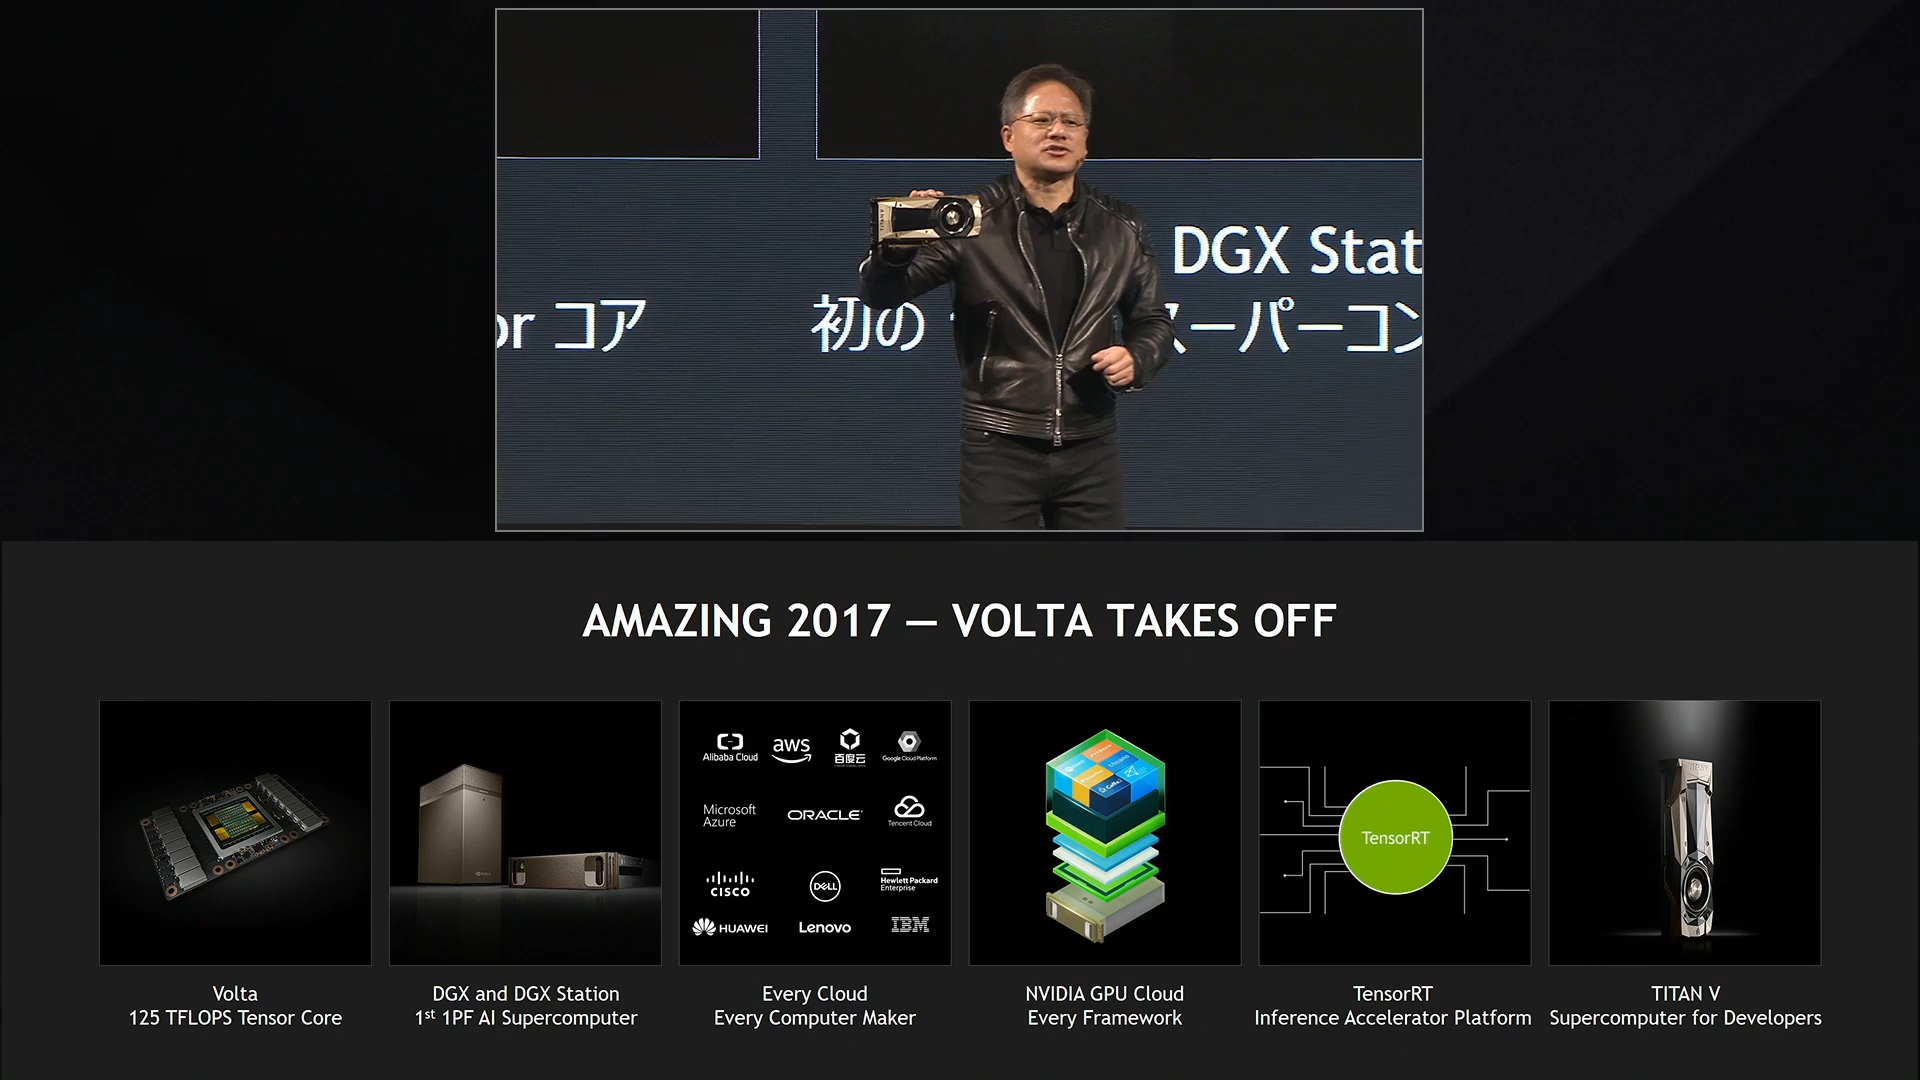 DGX Stat
or コア
初の
スーパーコン
AMAZING 2017 — VOLTA TAKES OFF
Alibaba Cloud
aws
百度云
Google Cloud Platform
Microsoft
Azure
ORACLE
Tencent Cloud
CISCO
DELL
Hewlett Packard
Enterprise
HUAWEI
Lenovo
IBM
theano
Caffe2
TensorRT
Volta
125 TFLOPS Tensor Core
DGX and DGX Station
1st 1PF AI Supercomputer
Every Cloud
Every Computer Maker
NVIDIA GPU Cloud
Every Framework
TensorRT
Inference Accelerator Platform
TITAN V
Supercomputer for Developers